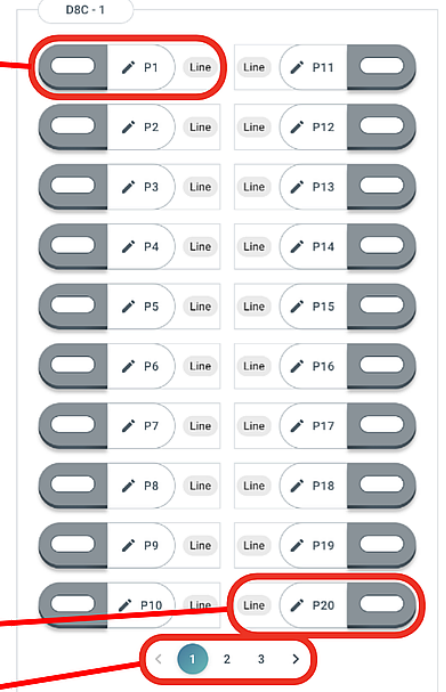 D8C - 1
P1 Line Line P11
P2 Line Line P12
P3 Line Line P13
P4 Line Line P14
P5 Line Line P15
P6 Line Line P16
P7 Line Line P17
P8 Line Line P18
P9 Line Line P19
P10 Line Line P20
< 1 2 3 >